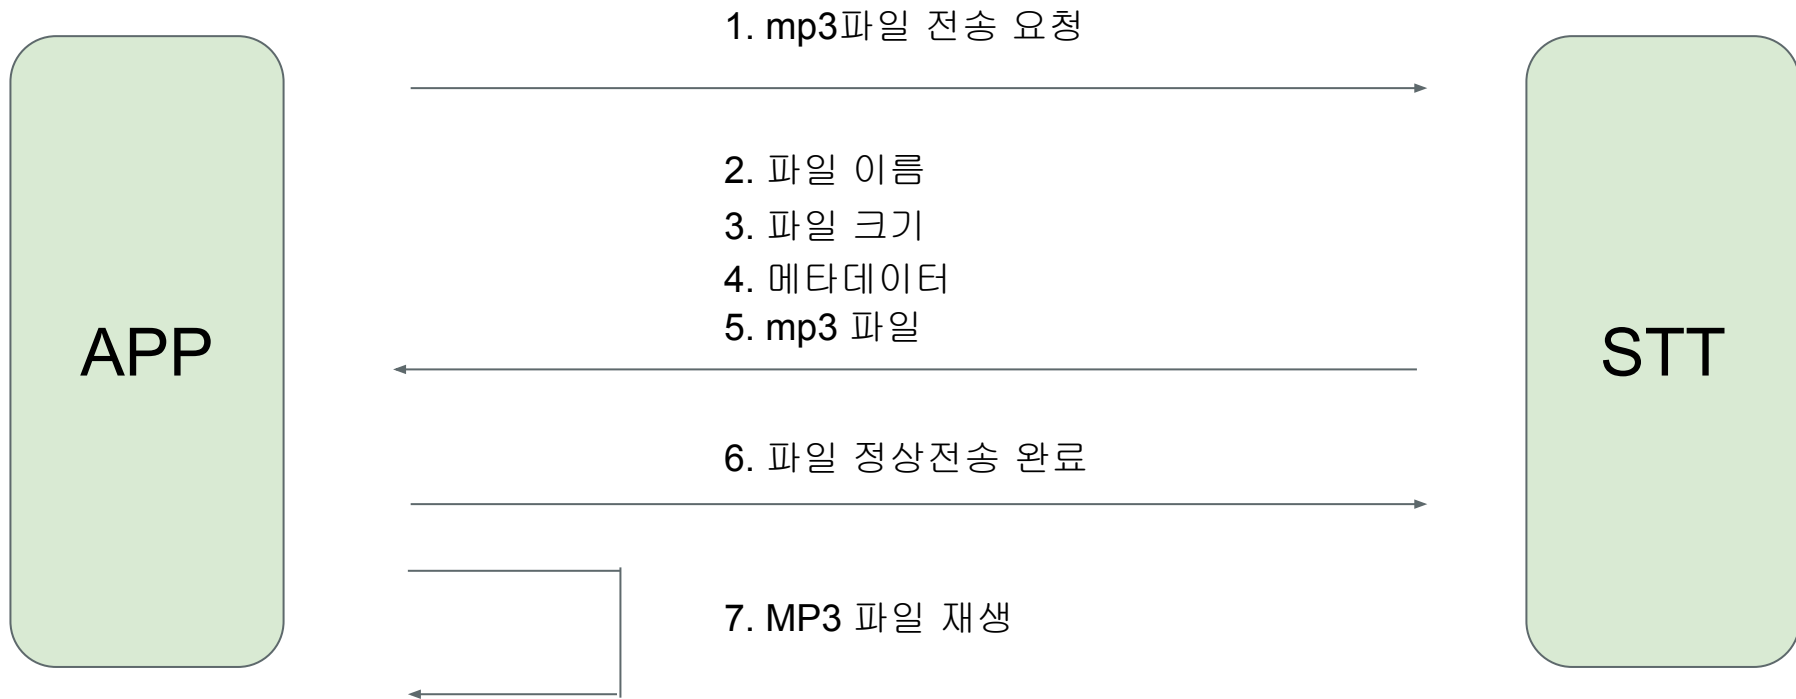 1. mp3파일 전송 요청
2. 파일 이름
3. 파일 크기
4. 메타데이터
5. mp3 파일
APP
STT
6. 파일 정상전송 완료
7. MP3 파일 재생